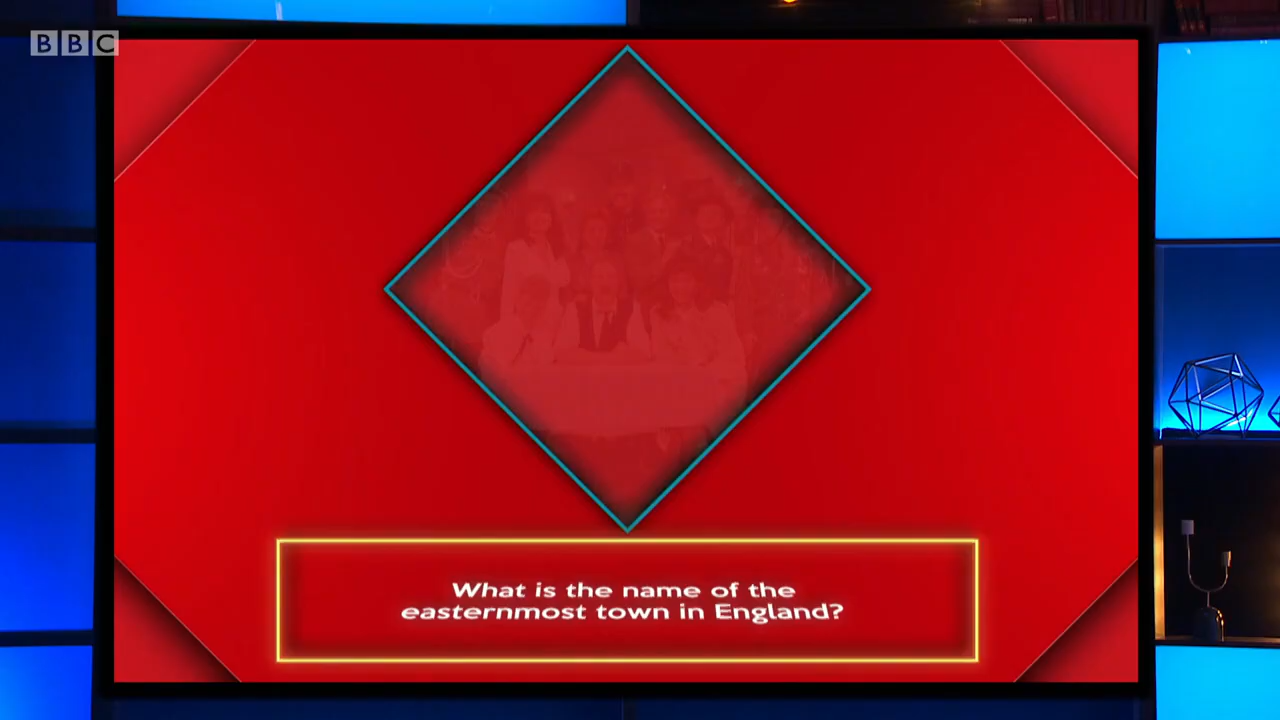 BBC
What is the name of the
easternmost town in England?